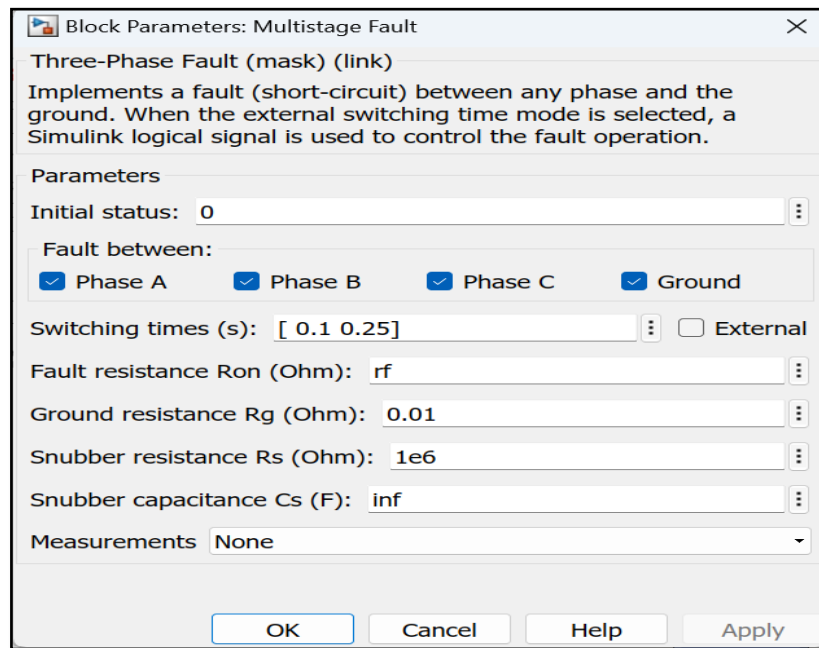 Block Parameters: Multistage Fault
Three-Phase Fault (mask) (link)
Implements a fault (short-circuit) between any phase and the
ground. When the external switching time mode is selected, a
Simulink logical signal is used to control the fault operation.
Parameters
Initial status: 0
Fault between:
Phase A Phase B Phase C Ground
Switching times (s): [ 0.1 0.25] External
Fault resistance Ron (Ohm): rf
Ground resistance Rg (Ohm): 0.01
Snubber resistance Rs (Ohm): 1e6
Snubber capacitance Cs (F): inf
Measurements None
OK Cancel Help Apply